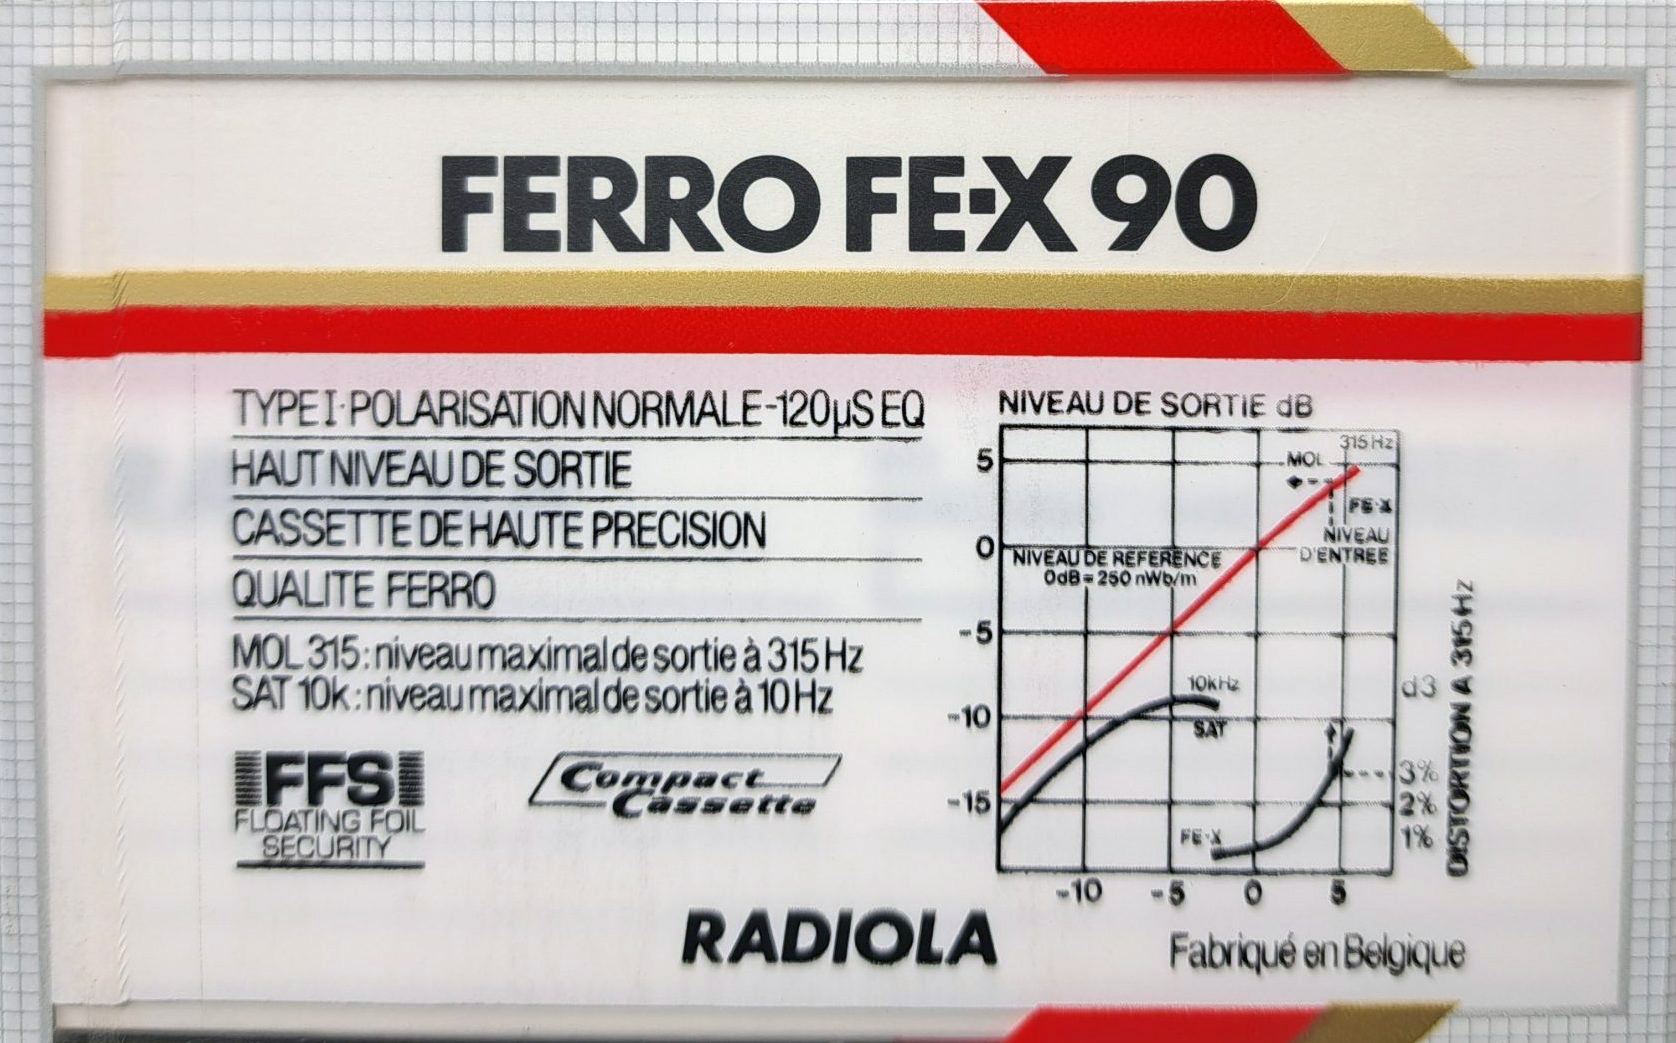 FERRO FE-X 90
TYPE I·POLARISATION NORMALE-120µS EQ
HAUT NIVEAU DE SORTIE
CASSETTE DE HAUTE PRECISION
QUALITE FERRO
MOL 315: niveau maximal de sortie à 315 Hz
SAT 10k: niveau maximal de sortie à 10 Hz
FFS
FLOATING FOIL
SECURITY
Compact
Cassette
RADIOLA
NIVEAU DE SORTIE dB
315 Hz
5
MOL
FE-X
NIVEAU
D'ENTREE
0
NIVEAU DE REFERENCE
0dB = 250 nWb/m
-5
10kHz
d3
-10
SAT
3%
-15
2%
FE-X
1%
DISTORTION A 315 Hz
-10 -5 0 5
Fabriqué en Belgique